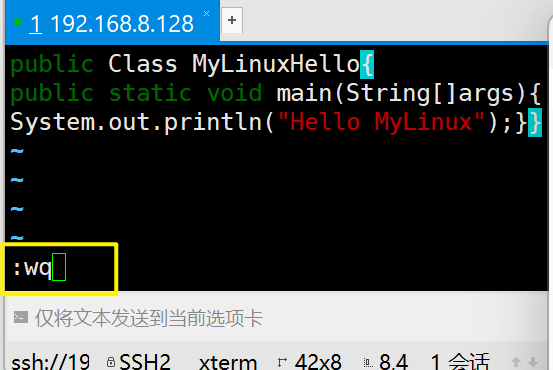 1 192.168.8.128 × +
public Class MyLinuxHello{
public static void main(String[]args){
System.out.println("Hello MyLinux");}}
~
~
~
~
:wq
仅将文本发送到当前选项卡
ssh://19 SSH2 xterm 42x8 8,4 1 会话